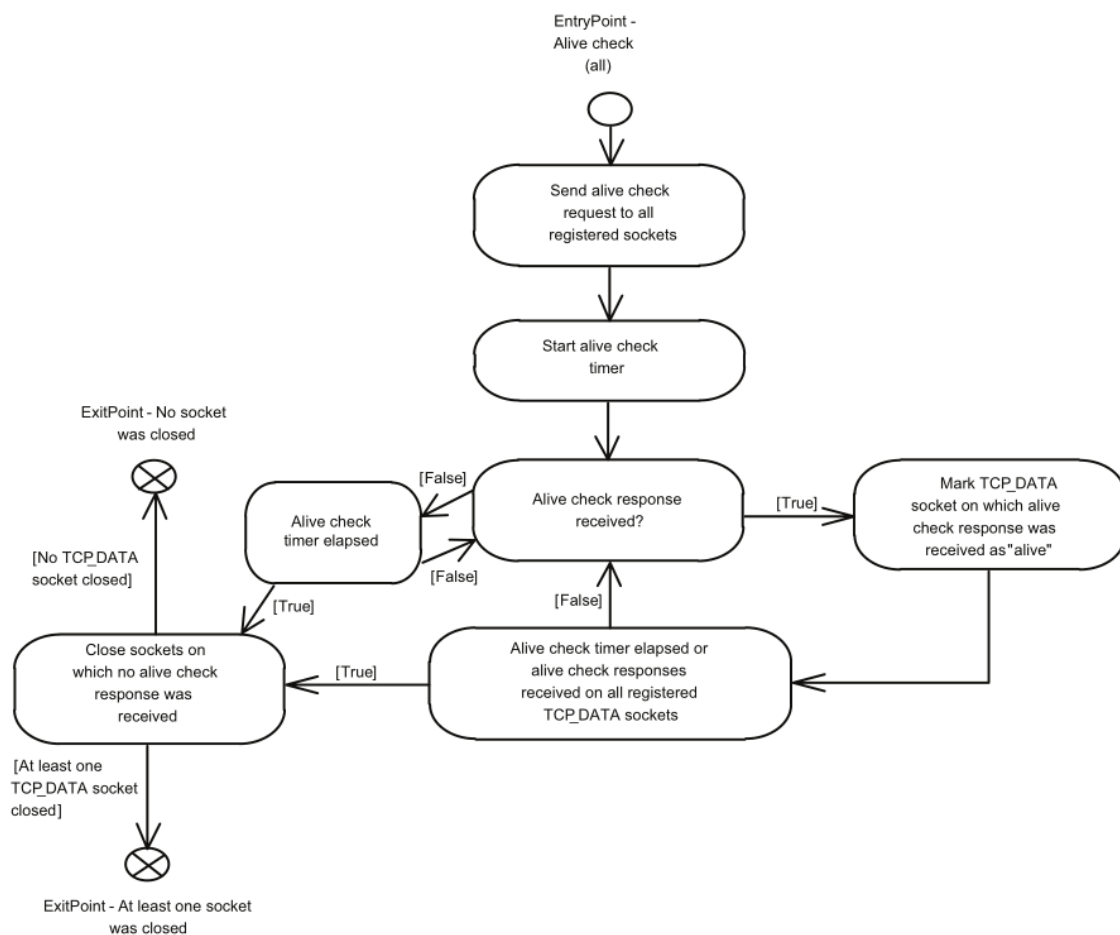 EntryPoint -
Alive check
(all)
Send alive check
request to all
registered sockets
Start alive check
timer
ExitPoint - No socket
was closed
[False]
Alive check response
received?
[True]
Mark TCP_DATA
socket on which alive
check response was
received as"alive"
Alive check
timer elapsed
[False]
[No TCP_DATA
socket closed]
[True]
[False]
Close sockets on
which no alive check
response was
received
[True]
Alive check timer elapsed or
alive check responses
received on all registered
TCP_DATA sockets
[At least one
TCP_DATA socket
closed]
ExitPoint - At least one socket
was closed